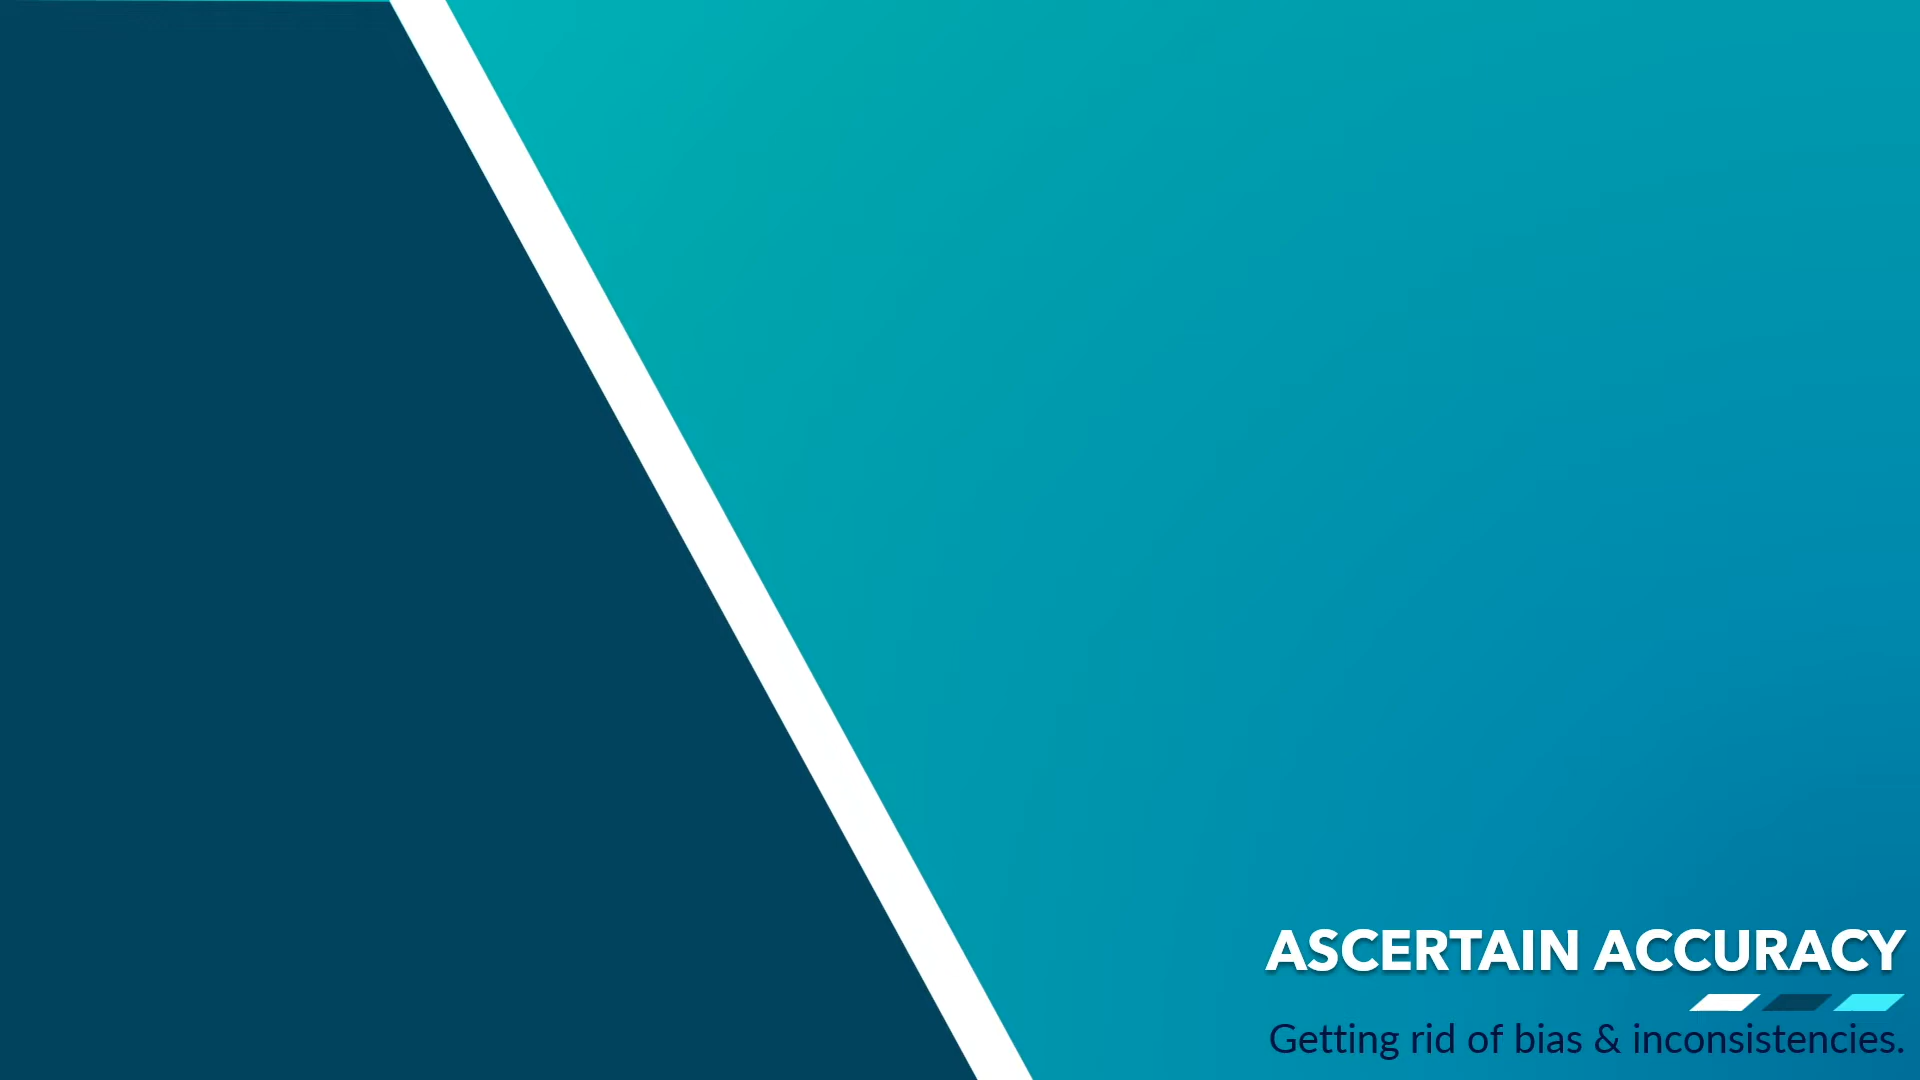 ASCERTAIN ACCURACY
Getting rid of bias & inconsistencies.